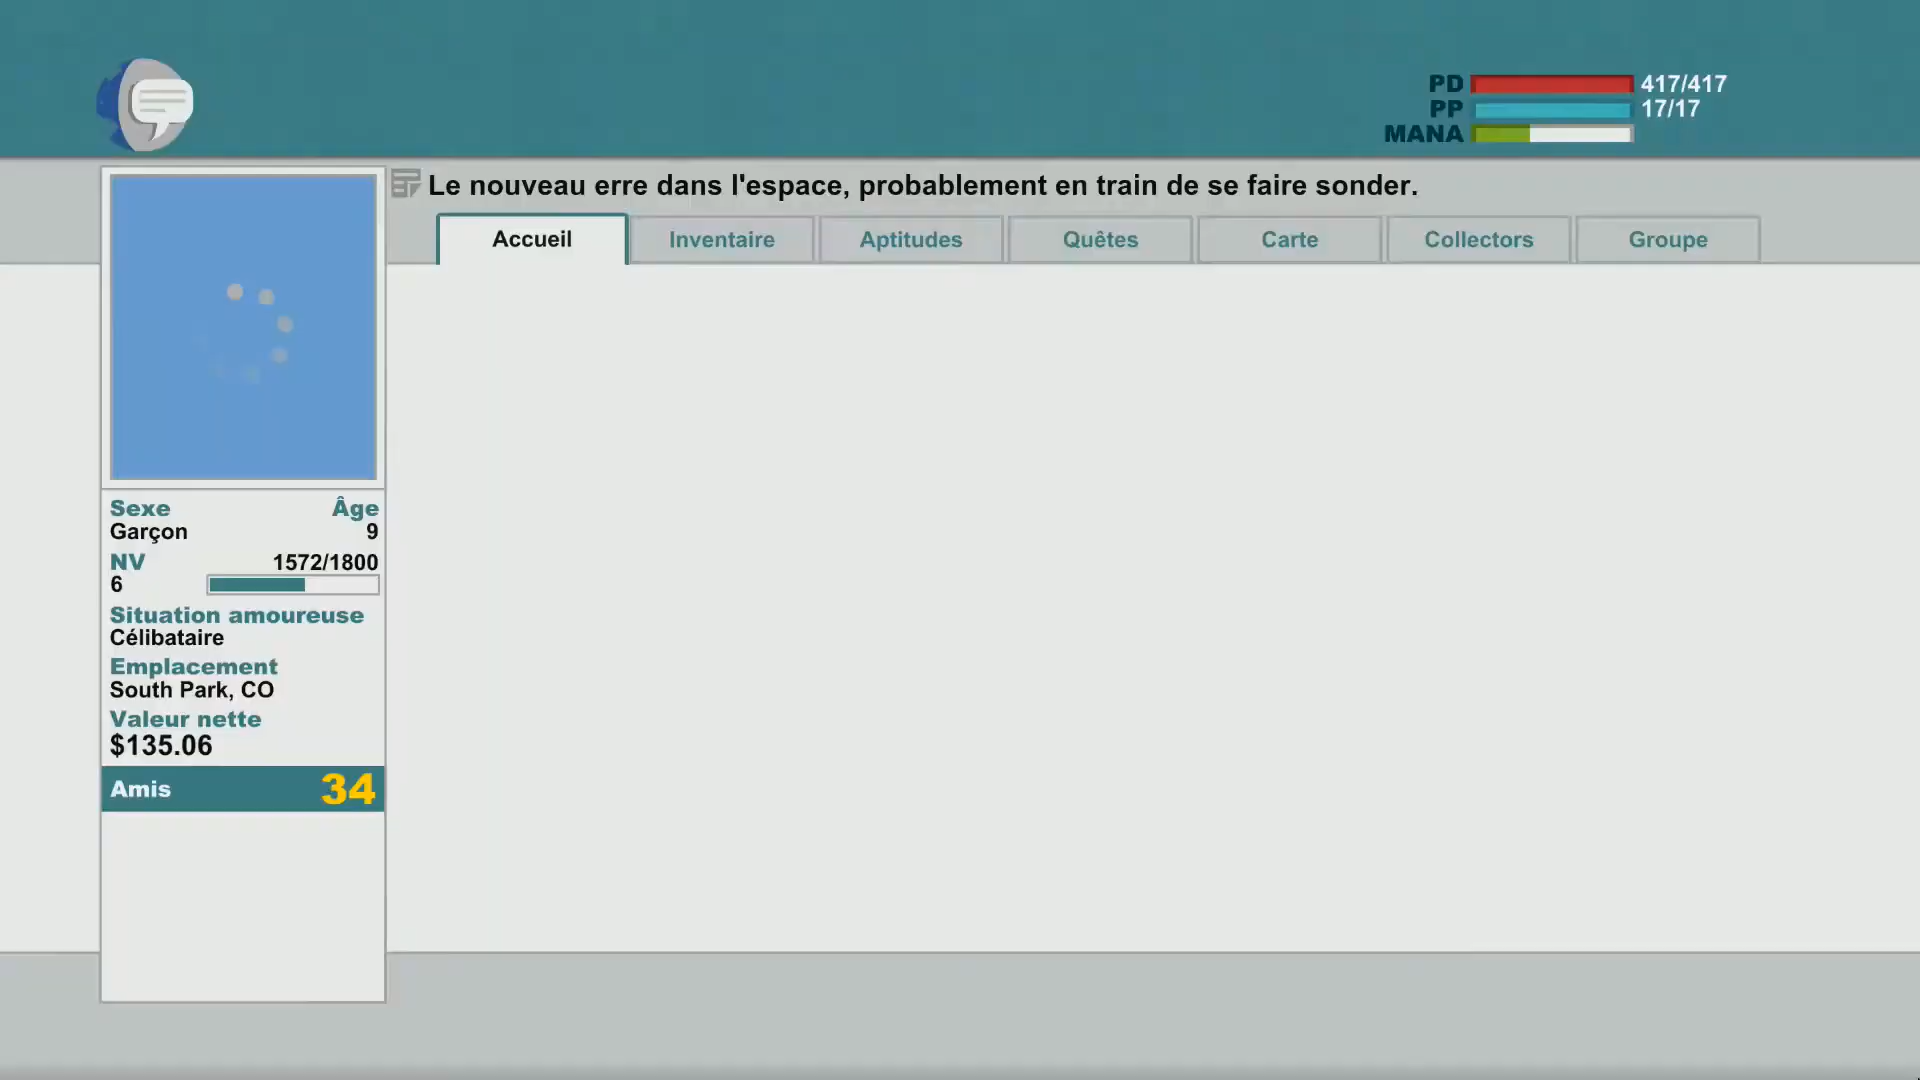 PD 417/417
PP 17/17
MANA
Le nouveau erre dans l'espace, probablement en train de se faire sonder.
Accueil Inventaire Aptitudes Quêtes Carte Collectors Groupe
Sexe Âge
Garçon 9
NV 1572/1800
6
Situation amoureuse
Célibataire
Emplacement
South Park, CO
Valeur nette
$135.06
Amis 34